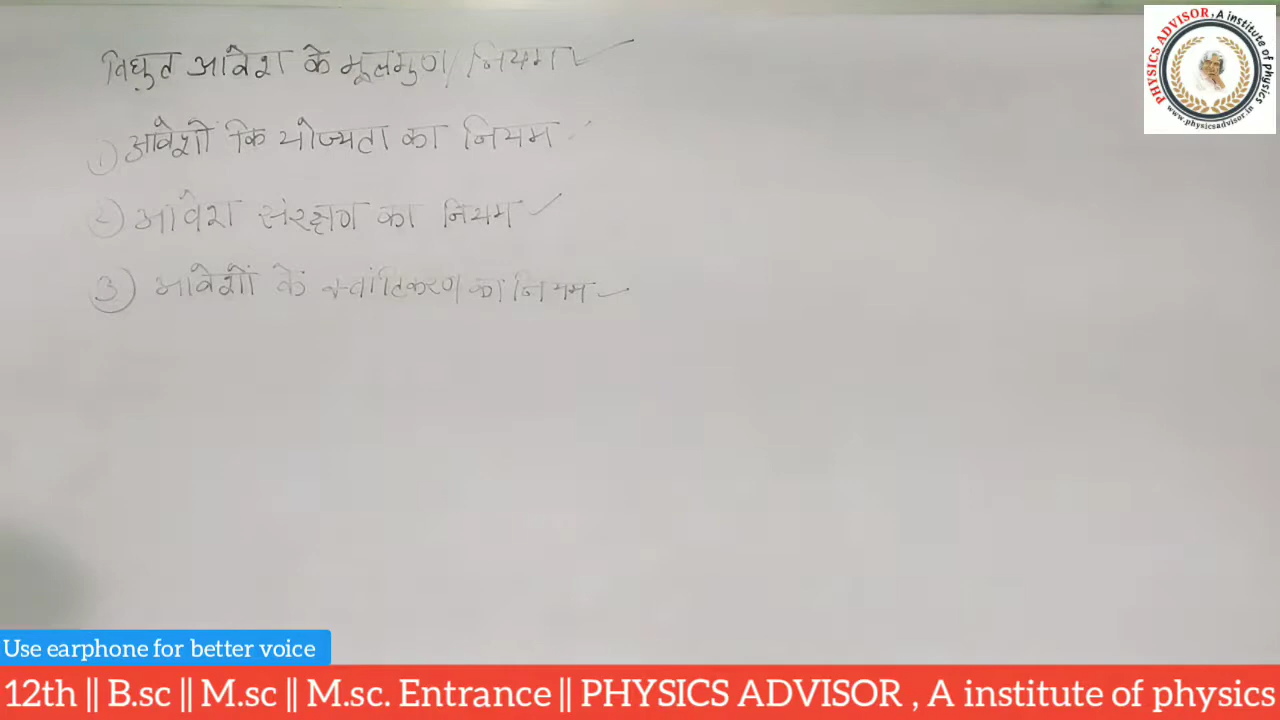 विधुत आवेश के मूलगुण/नियम
1) आवेशों कि योज्यता का नियम
2) आवेश संरक्षण का नियम
3) आवेशों के क्वांटिकरण का नियम
PHYSICS ADVISOR, A institute of physics
www.physicsadvisor.in
Use earphone for better voice
12th || B.sc || M.sc || M.sc. Entrance || PHYSICS ADVISOR , A institute of physics